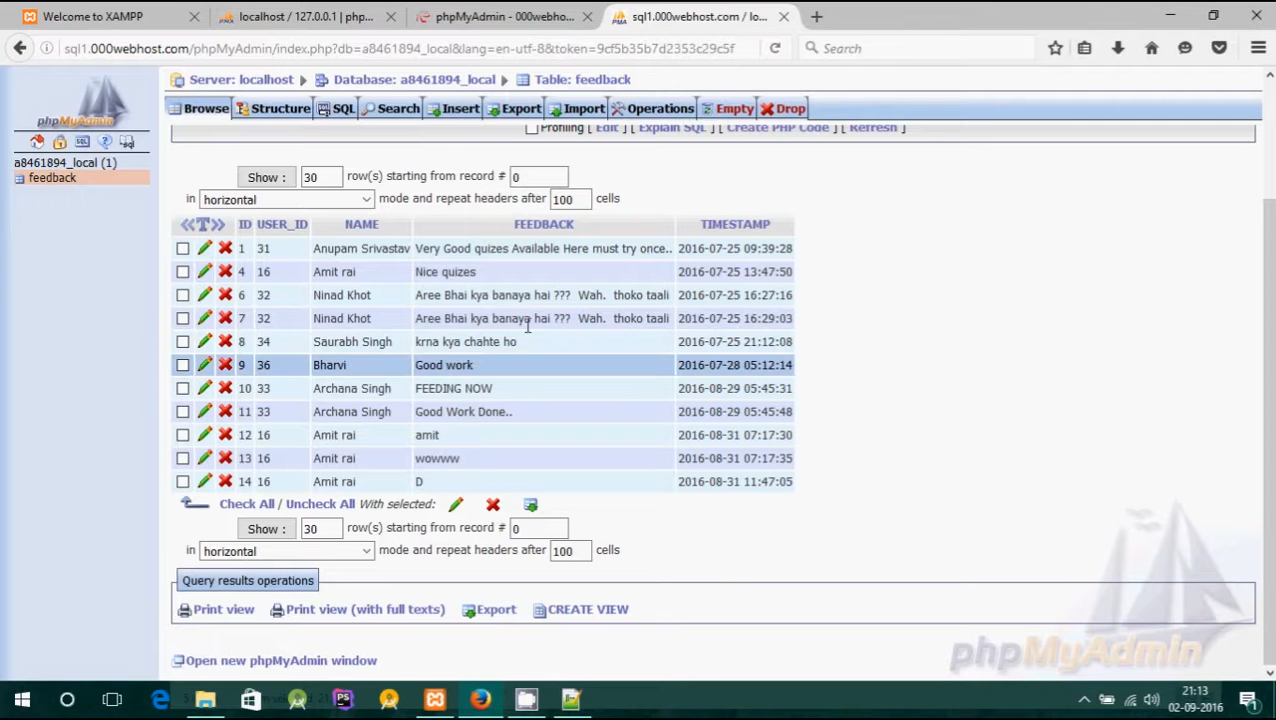 Welcome to XAMPP
localhost / 127.0.0.1 | php...
phpMyAdmin - 000webho...
sql1.000webhost.com / lo...
sql1.000webhost.com/phpMyAdmin/index.php?db=a8461894_local&lang=en-utf-8&token=9cf5b35b7d2353c29c5f
Search
phpMyAdmin
a8461894_local (1)
feedback
Server: localhost Database: a8461894_local Table: feedback
Browse Structure SQL Search Insert Export Import Operations Empty Drop
Profiling [ Edit ] [ Explain SQL ] [ Create PHP Code ] [ Refresh ]
Show : 30 row(s) starting from record # 0
in horizontal mode and repeat headers after 100 cells
ID USER_ID NAME FEEDBACK TIMESTAMP
1 31 Anupam Srivastav Very Good quizes Available Here must try once.. 2016-07-25 09:39:28
4 16 Amit rai Nice quizes 2016-07-25 13:47:50
6 32 Ninad Khot Aree Bhai kya banaya hai ??? Wah. thoko taali 2016-07-25 16:27:16
7 32 Ninad Khot Aree Bhai kya banaya hai ??? Wah. thoko taali 2016-07-25 16:29:03
8 34 Saurabh Singh krna kya chahte ho 2016-07-25 21:12:08
9 36 Bharvi Good work 2016-07-28 05:12:14
10 33 Archana Singh FEEDING NOW 2016-08-29 05:45:31
11 33 Archana Singh Good Work Done.. 2016-08-29 05:45:48
12 16 Amit rai amit 2016-08-31 07:17:30
13 16 Amit rai wowww 2016-08-31 07:17:35
14 16 Amit rai D 2016-08-31 11:47:05
Check All / Uncheck All With selected:
Show : 30 row(s) starting from record # 0
in horizontal mode and repeat headers after 100 cells
Query results operations
Print view Print view (with full texts) Export CREATE VIEW
Open new phpMyAdmin window
phpMyAdmin
21:13
02-09-2016